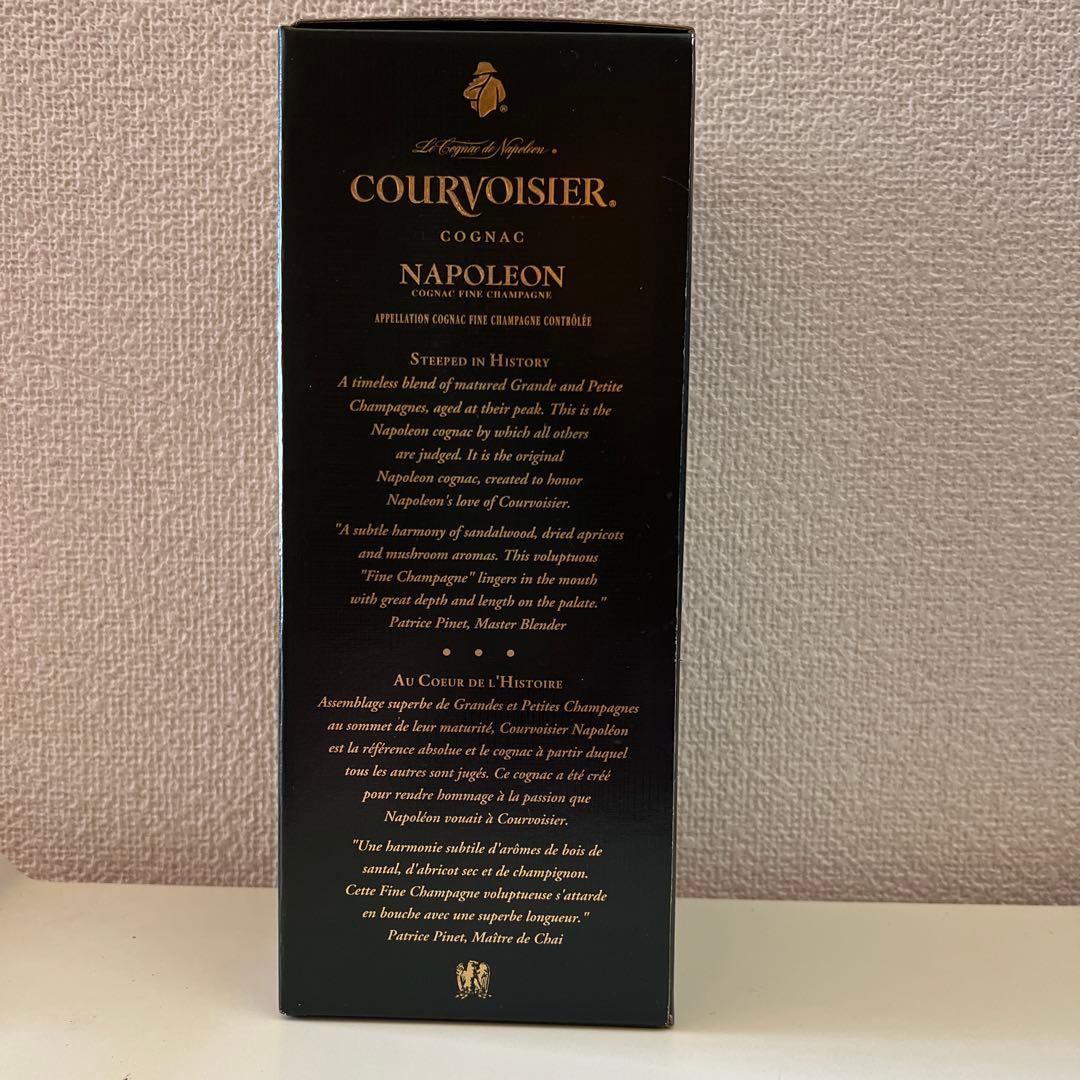 Le Cognac de Napoléon ®
COURVOISIER®
COGNAC
NAPOLEON
COGNAC FINE CHAMPAGNE
APPELLATION COGNAC FINE CHAMPAGNE CONTRÔLÉE
STEEPED IN HISTORY
A timeless blend of matured Grande and Petite
Champagnes, aged at their peak. This is the
Napoleon cognac by which all others
are judged. It is the original
Napoleon cognac, created to honor
Napoleon's love of Courvoisier.
"A subtle harmony of sandalwood, dried apricots
and mushroom aromas. This voluptuous
"Fine Champagne" lingers in the mouth
with great depth and length on the palate."
Patrice Pinet, Master Blender
• • •
AU COEUR DE L'HISTOIRE
Assemblage superbe de Grandes et Petites Champagnes
au sommet de leur maturité, Courvoisier Napoléon
est la référence absolue et le cognac à partir duquel
tous les autres sont jugés. Ce cognac a été créé
pour rendre hommage à la passion que
Napoléon vouait à Courvoisier.
"Une harmonie subtile d'arômes de bois de
santal, d'abricot sec et de champignon.
Cette Fine Champagne voluptueuse s'attarde
en bouche avec une superbe longueur."
Patrice Pinet, Maître de Chai